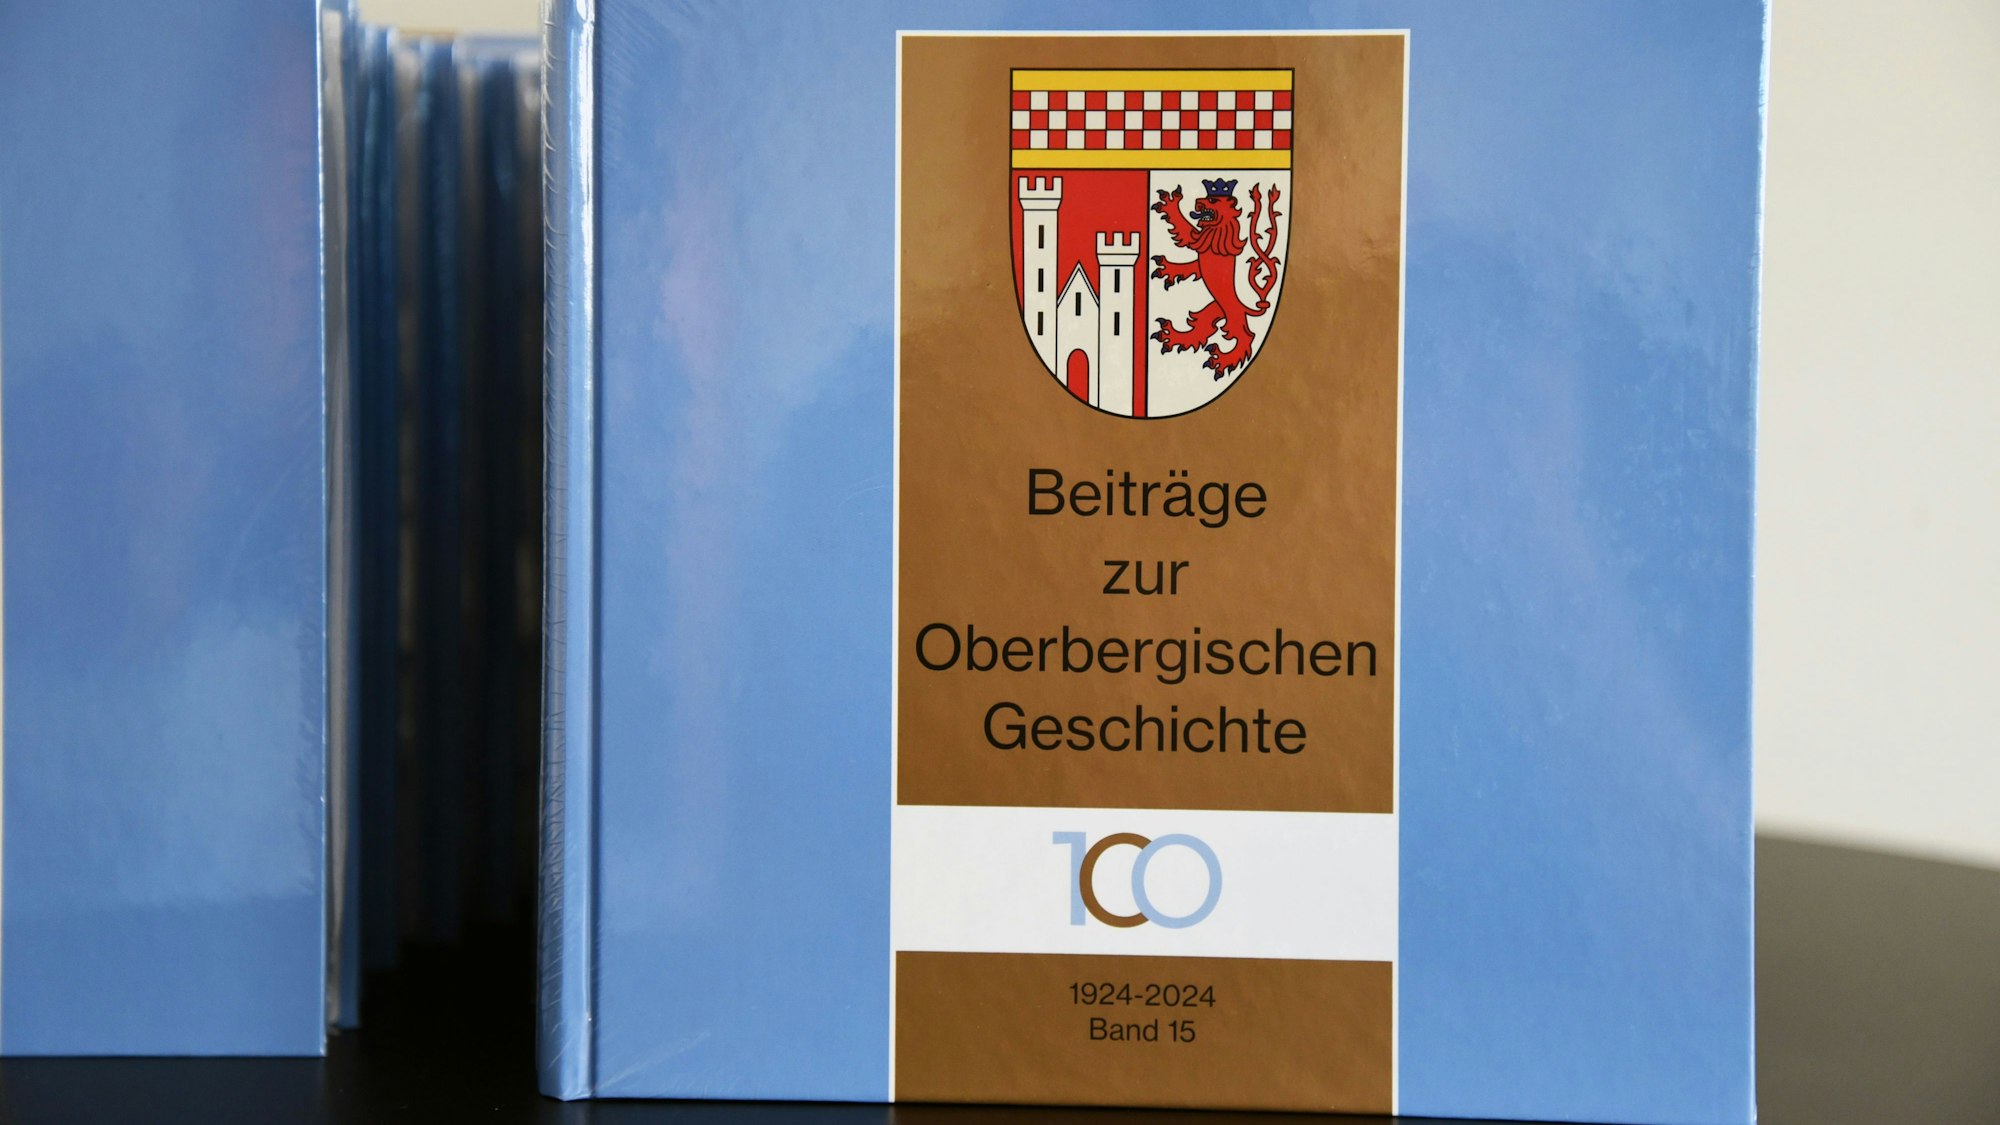 Beiträge
zur
Oberbergischen
Geschichte
100
1924-2024
Band 15